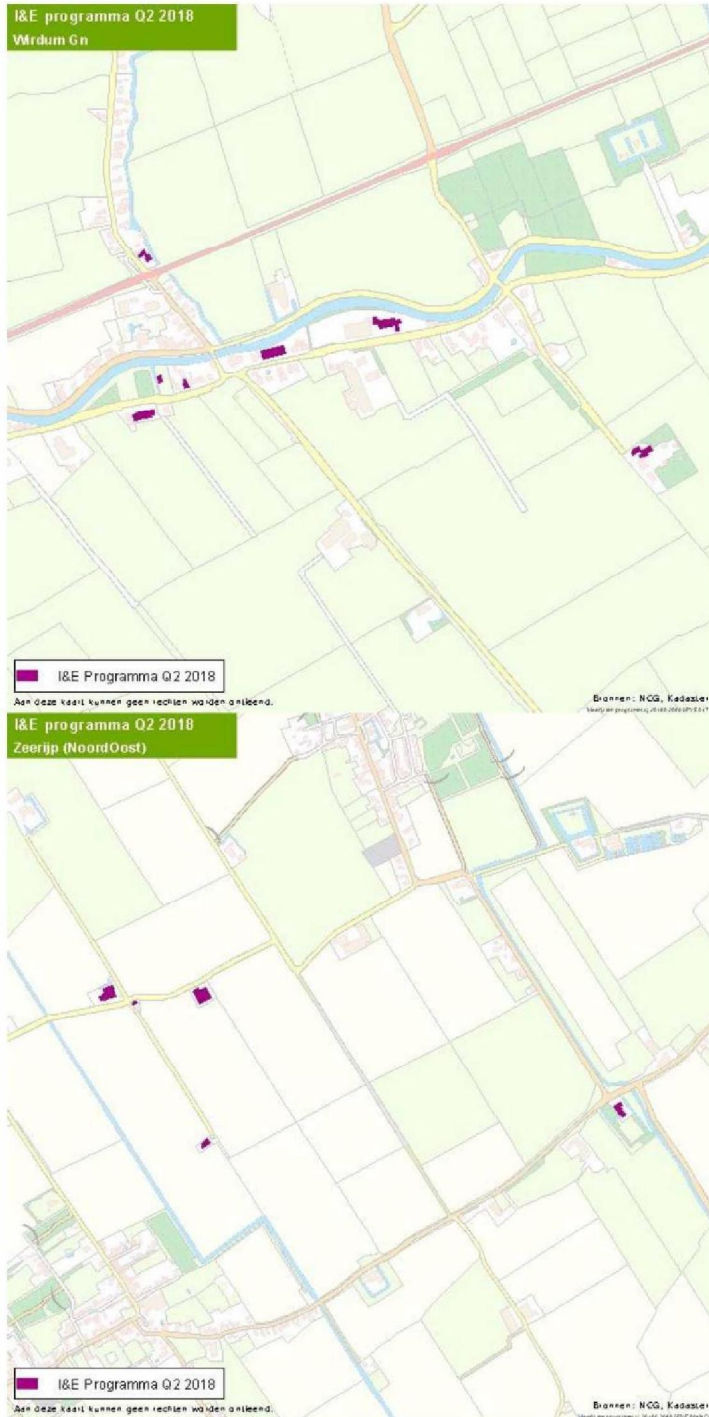 I&E programma Q2 2018
Wirdum Gn
I&E Programma Q2 2018
Aan deze kaart kunnen geen rechten worden ontleend.
Bronnen: NCG, Kadaster
I&E programma Q2 2018
Zeerijp (NoordOost)
I&E Programma Q2 2018
Aan deze kaart kunnen geen rechten worden ontleend.
Bronnen: NCG, Kadaster